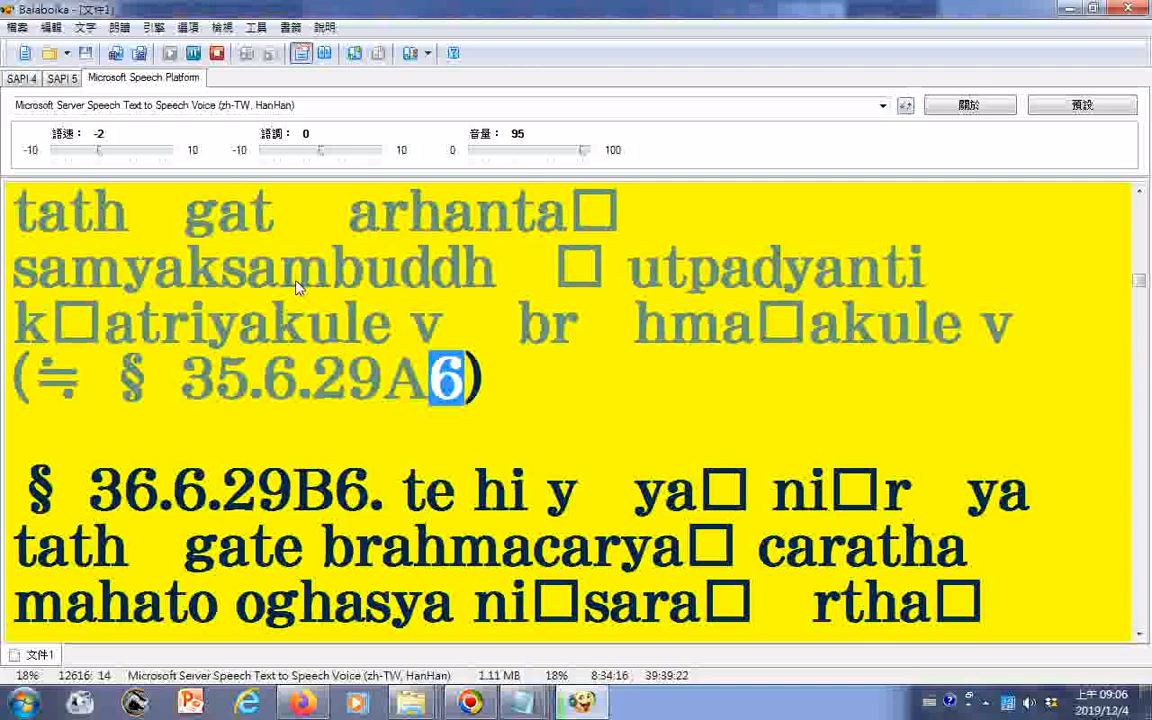 Balabolka - [文件1]
檔案 編輯 文字 朗讀 引擎 選項 檢視 工具 書籤 說明
SAPI 4 SAPI 5 Microsoft Speech Platform
Microsoft Server Speech Text to Speech Voice (zh-TW, HanHan) 關於 預設
語速： -2 語調： 0 音量： 95
-10 10 -10 10 0 100
tath gat arhanta□
samyaksambuddh □ utpadyanti
k□atriyakule v br hma□akule v
(≒ § 35.6.29A6)
§ 36.6.29B6. te hi y ya□ ni□r ya
tath gate brahmacarya□ caratha
mahato oghasya ni□sara□ rtha□
文件1
18% 12616: 14 Microsoft Server Speech Text to Speech Voice (zh-TW, HanHan) 1.11 MB 18% 8:34:16 39:39:22
上午 09:06
2019/12/4